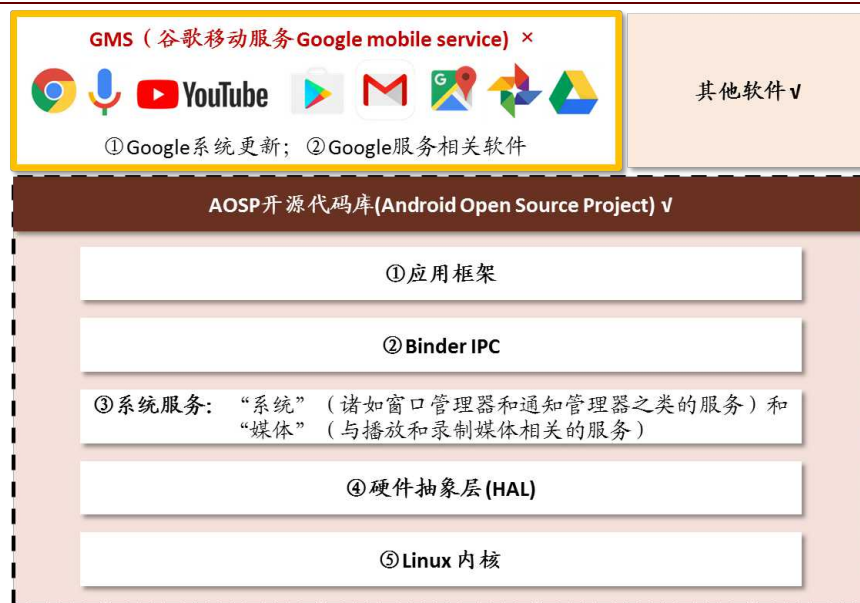 GMS（谷歌移动服务Google mobile service) ×
YouTube
G
①Google系统更新；②Google服务相关软件
其他软件√
AOSP开源代码库(Android Open Source Project) √
①应用框架
②Binder IPC
③系统服务： “系统”（诸如窗口管理器和通知管理器之类的服务）和
“媒体”（与播放和录制媒体相关的服务）
④硬件抽象层(HAL)
⑤Linux 内核